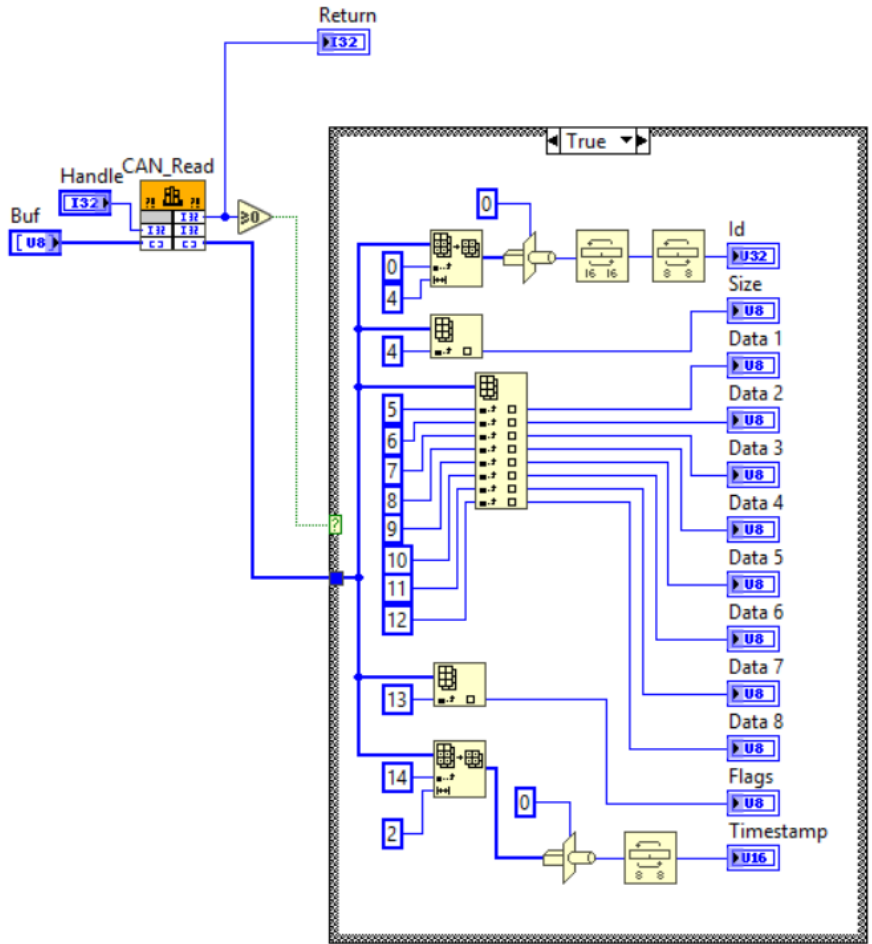 Return
I32
True
Handle
CAN_Read
I32
I32
I32
I32
Buf
U8
≥0
?
0
0
4
16 16
8 8
Id
U32
4
Size
U8
5
6
7
8
9
10
11
12
Data 1
U8
Data 2
U8
Data 3
U8
Data 4
U8
Data 5
U8
Data 6
U8
Data 7
U8
Data 8
U8
13
Flags
U8
14
2
0
8 8
Timestamp
U16